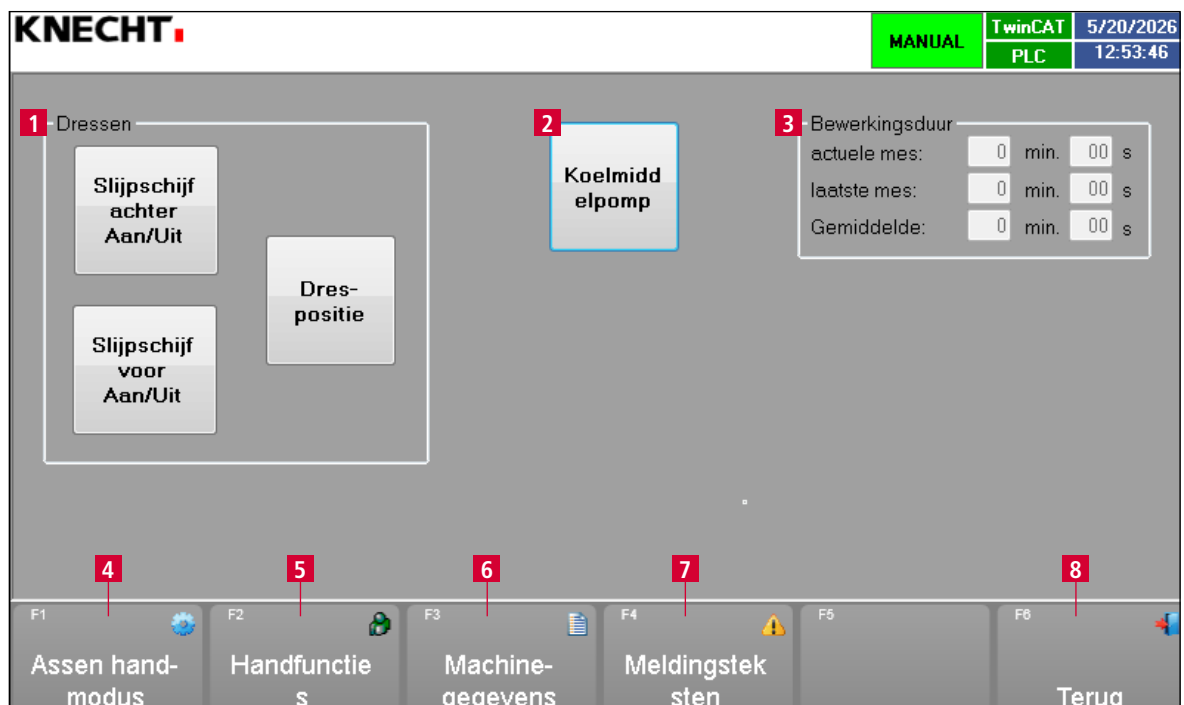 KNECHT
MANUAL
TwinCAT
PLC
5/20/2026
12:53:46
1
Dressen
Slijpschijf
achter
Aan/Uit
Slijpschijf
voor
Aan/Uit
Dres-
positie
2
Koelmidd
elpomp
3
Bewerkingsduur
actuele mes: 0 min. 00 s
laatste mes: 0 min. 00 s
Gemiddelde: 0 min. 00 s
4
5
6
7
8
F1
Assen hand-
modus
F2
Handfunctie
s
F3
Machine-
gegevens
F4
Meldingstek
sten
F5
F6
Terug